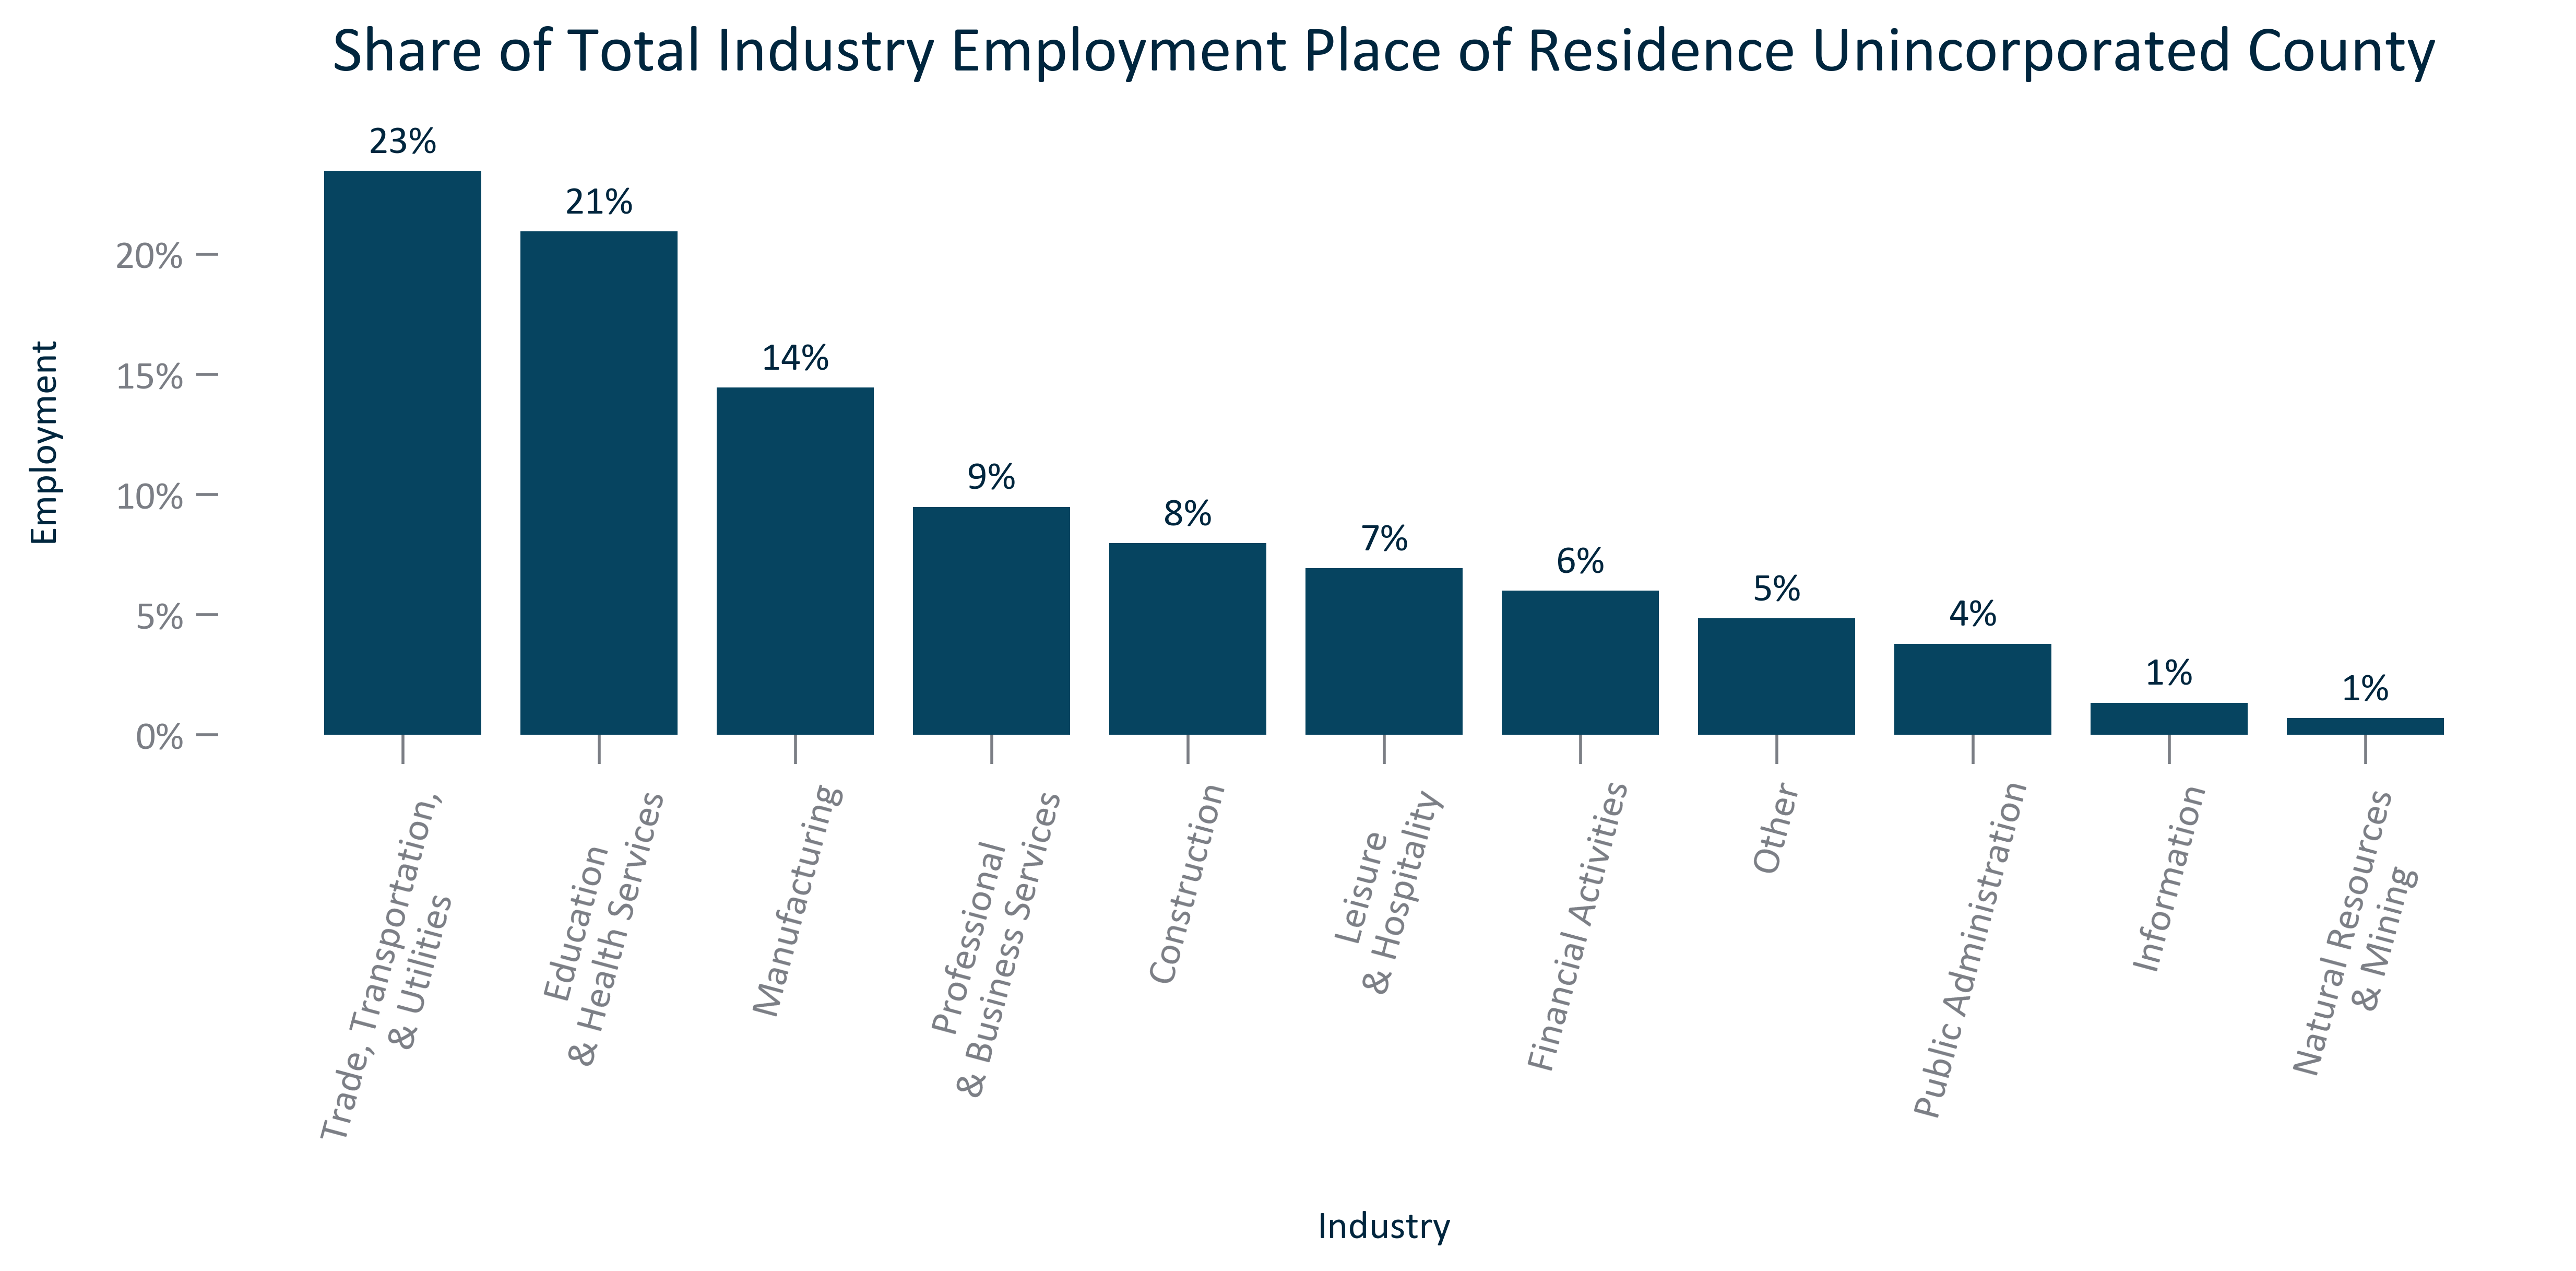 Share of Total Industry Employment Place of Residence Unincorporated County
23%
21%
14%
9%
8%
7%
6%
5%
4%
1%
1%
20%
15%
10%
5%
0%
Employment
Trade, Transportation,
& Utilities
Education
& Health Services
Manufacturing
Professional
& Business Services
Construction
Leisure
& Hospitality
Financial Activities
Other
Public Administration
Information
Natural Resources
& Mining
Industry